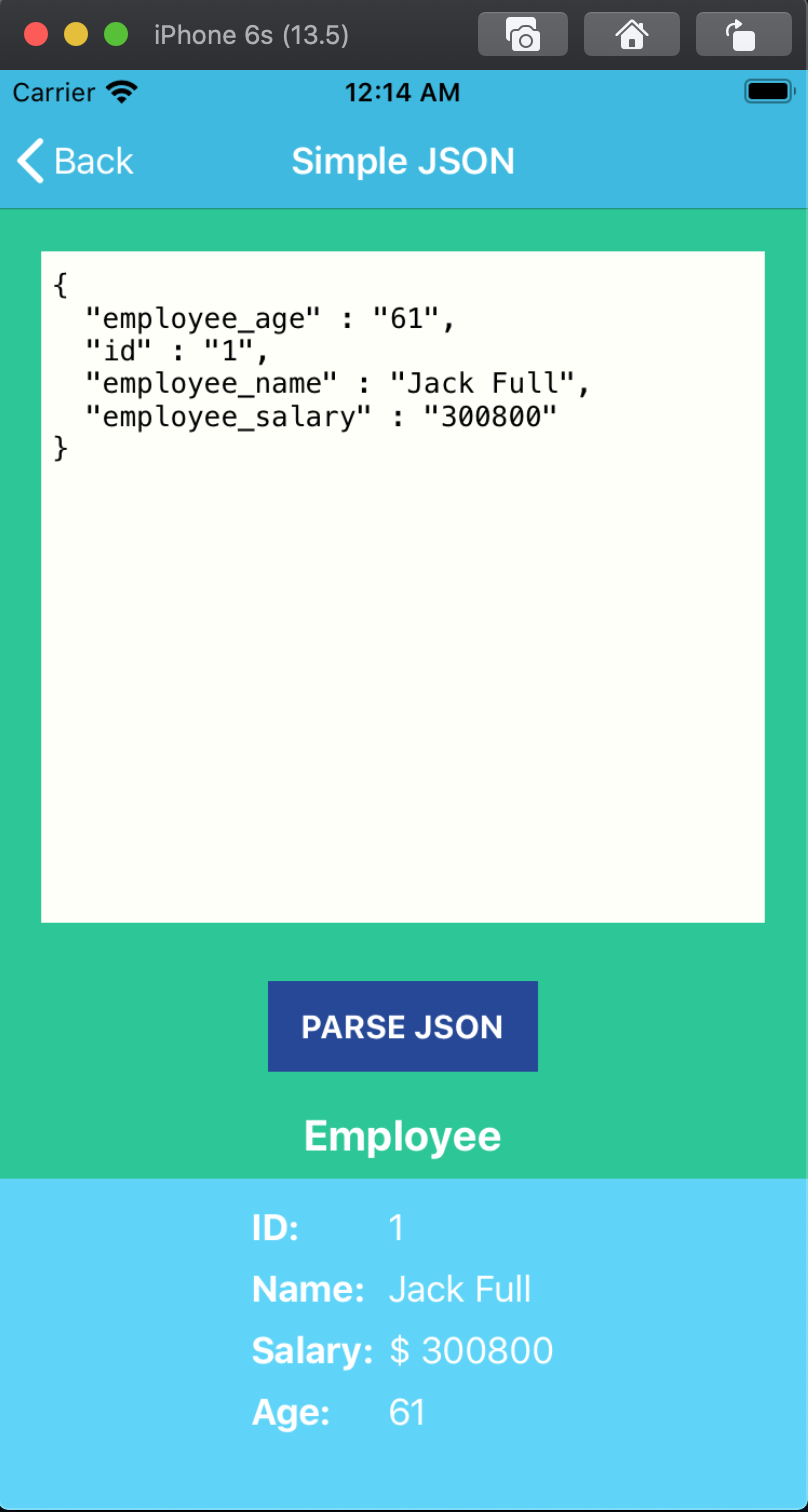 iPhone 6s (13.5)
Carrier 12:14 AM
Back Simple JSON
{
  "employee_age" : "61",
  "id" : "1",
  "employee_name" : "Jack Full",
  "employee_salary" : "300800"
}
PARSE JSON
Employee
ID: 1
Name: Jack Full
Salary: $ 300800
Age: 61